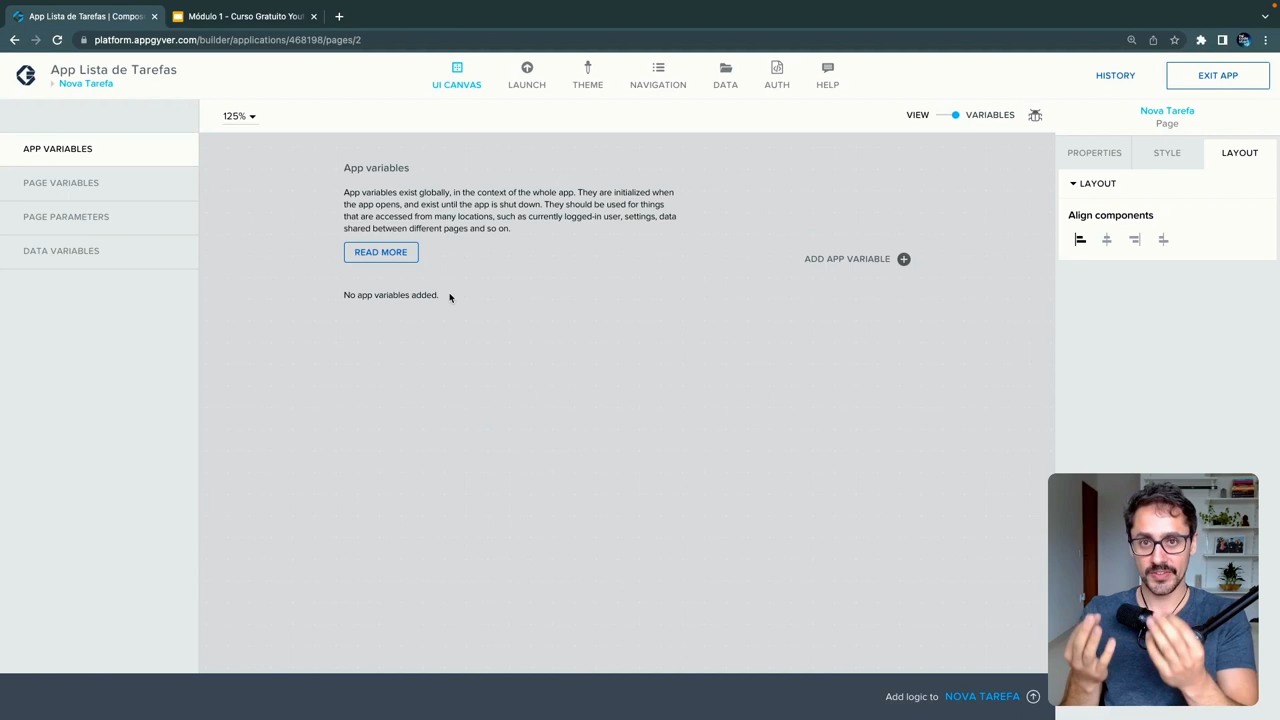 App Lista de Tarefas | Compos
Módulo 1 - Curso Gratuito You
platform.appgyver.com/builder/applications/468198/pages/2
App Lista de Tarefas
Nova Tarefa
UI CANVAS
LAUNCH
THEME
NAVIGATION
DATA
AUTH
HELP
HISTORY
EXIT APP
125%
VIEW
VARIABLES
Nova Tarefa
Page
APP VARIABLES
PAGE VARIABLES
PAGE PARAMETERS
DATA VARIABLES
App variables
App variables exist globally, in the context of the whole app. They are initialized when
the app opens, and exist until the app is shut down. They should be used for things
that are accessed from many locations, such as currently logged-in user, settings, data
shared between different pages and so on.
READ MORE
ADD APP VARIABLE
No app variables added.
PROPERTIES
STYLE
LAYOUT
LAYOUT
Align components
Add logic to NOVA TAREFA